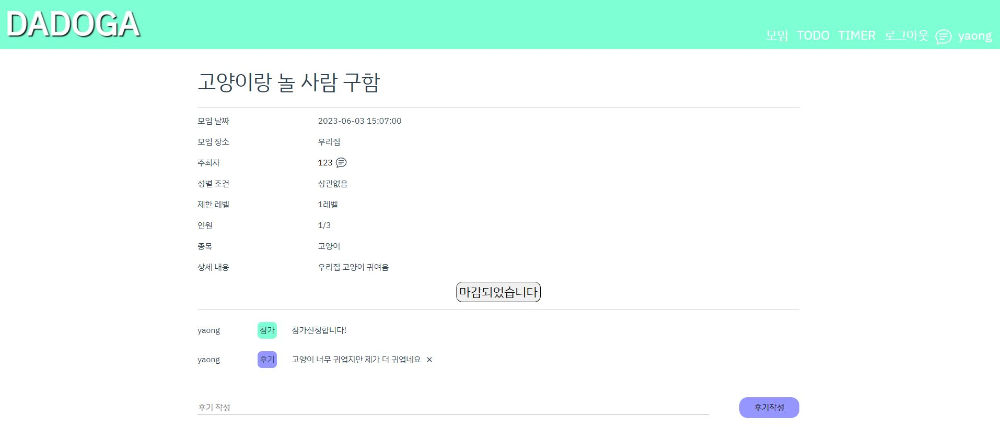 DADOGA
모임 TODO TIMER 로그아웃 yaong
고양이랑 놀 사람 구함
모임 날짜 2023-06-03 15:07:00
모임 장소 우리집
주최자 123
성별 조건 상관없음
제한 레벨 1레벨
인원 1/3
종목 고양이
상세 내용 우리집 고양이 귀여움
마감되었습니다
yaong 참가 참가신청합니다!
yaong 후기 고양이 너무 귀엽지만 제가 더 귀엽네요 ×
후기 작성 후기작성